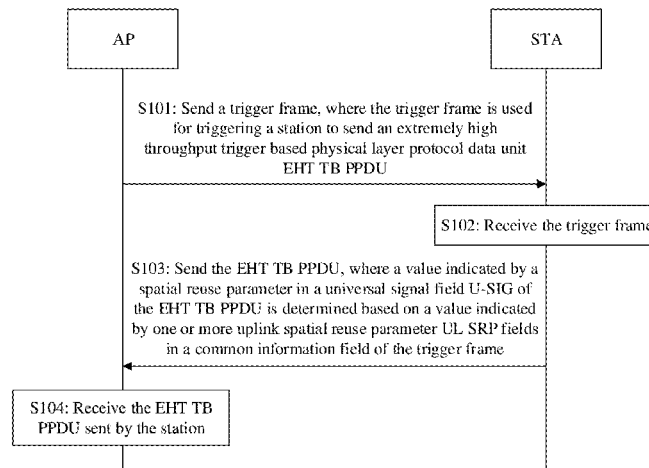 AP
STA
S101: Send a trigger frame, where the trigger frame is used
for triggering a station to send an extremely high
throughput trigger based physical layer protocol data unit
EHT TB PPDU
S102: Receive the trigger frame
S103: Send the EHT TB PPDU, where a value indicated by a
spatial reuse parameter in a universal signal field U-SIG of
the EHT TB PPDU is determined based on a value indicated
by one or more uplink spatial reuse parameter UL SRP fields
in a common information field of the trigger frame
S104: Receive the EHT TB
PPDU sent by the station